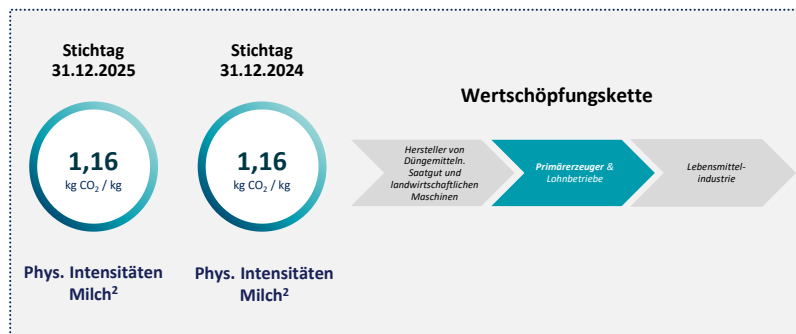 Stichtag
31.12.2025
Stichtag
31.12.2024
Wertschöpfungskette
1,16
kg CO₂ / kg
1,16
kg CO₂ / kg
Hersteller von
Düngemitteln.
Saatgut und
landwirtschaftlichen
Maschinen
Primärerzeuger &
Lohnbetriebe
Lebensmittel-
industrie
Phys. Intensitäten
Milch²
Phys. Intensitäten
Milch²